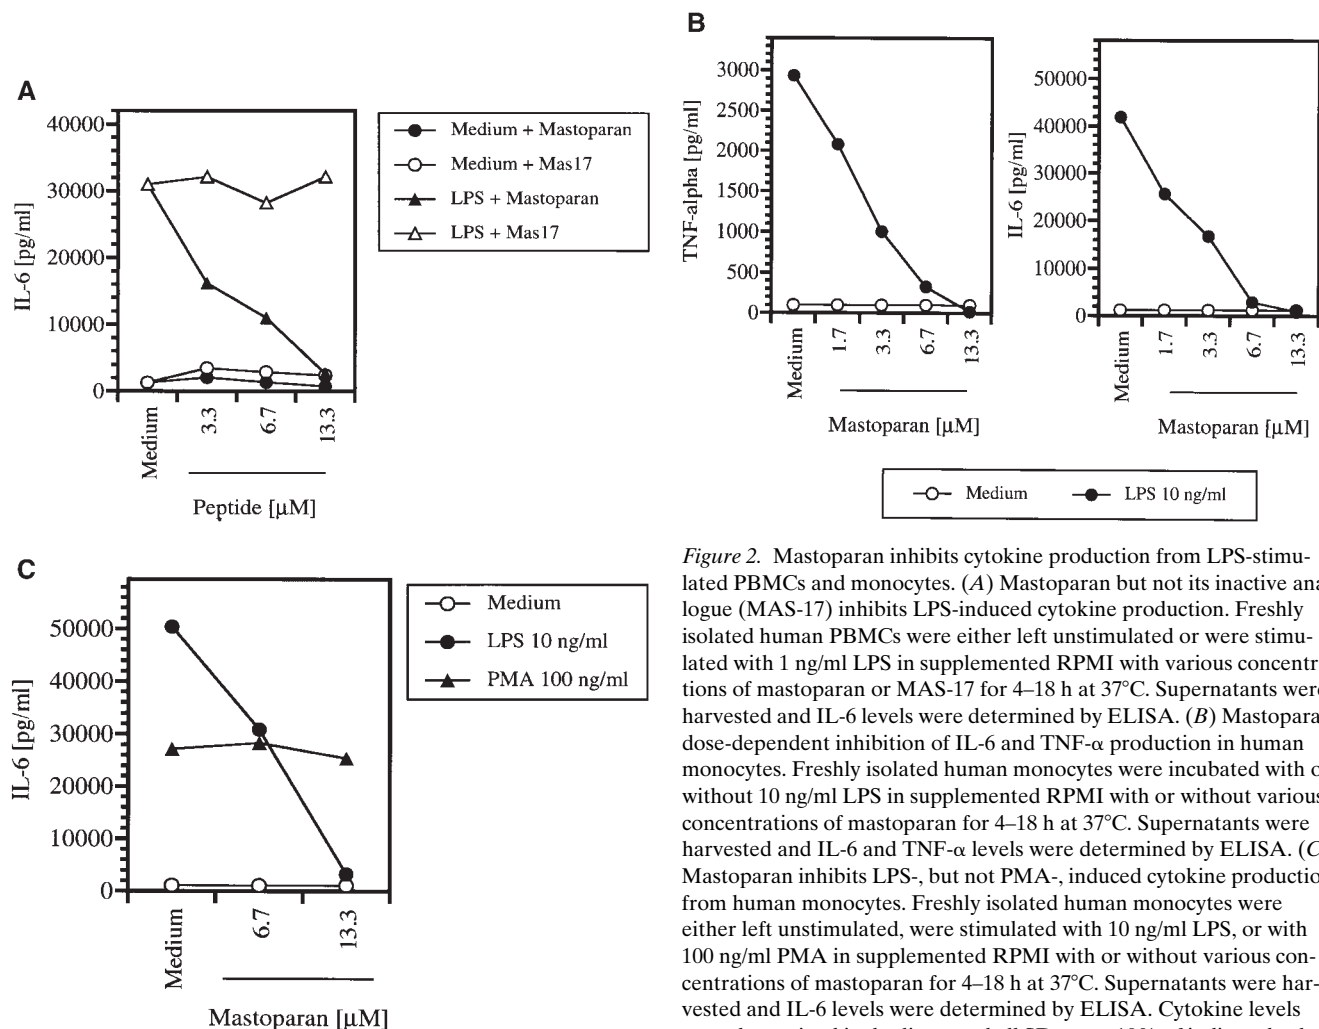 A
40000
30000
20000
10000
0
IL-6 [pg/ml]
Medium
3.3
6.7
13.3
Peptide [μM]
Medium + Mastoparan
Medium + Mas17
LPS + Mastoparan
LPS + Mas17
B
3000
2500
2000
1500
1000
500
0
TNF-alpha [pg/ml]
Medium
1.7
3.3
6.7
13.3
Mastoparan [μM]
50000
40000
30000
20000
10000
0
IL-6 [pg/ml]
Medium
1.7
3.3
6.7
13.3
Mastoparan [μM]
Medium
LPS 10 ng/ml
C
50000
40000
30000
20000
10000
0
IL-6 [pg/ml]
Medium
6.7
13.3
Mastoparan [μM]
Medium
LPS 10 ng/ml
PMA 100 ng/ml
Figure 2. Mastoparan inhibits cytokine production from LPS-stimu-
lated PBMCs and monocytes. (A) Mastoparan but not its inactive ana
logue (MAS-17) inhibits LPS-induced cytokine production. Freshly
isolated human PBMCs were either left unstimulated or were stimu-
lated with 1 ng/ml LPS in supplemented RPMI with various concentr
tions of mastoparan or MAS-17 for 4–18 h at 37°C. Supernatants were
harvested and IL-6 levels were determined by ELISA. (B) Mastopara
dose-dependent inhibition of IL-6 and TNF-α production in human
monocytes. Freshly isolated human monocytes were incubated with o
without 10 ng/ml LPS in supplemented RPMI with or without various
concentrations of mastoparan for 4–18 h at 37°C. Supernatants were
harvested and IL-6 and TNF-α levels were determined by ELISA. (C
Mastoparan inhibits LPS-, but not PMA-, induced cytokine productio
from human monocytes. Freshly isolated human monocytes were
either left unstimulated, were stimulated with 10 ng/ml LPS, or with
100 ng/ml PMA in supplemented RPMI with or without various con-
centrations of mastoparan for 4–18 h at 37°C. Supernatants were har-
vested and IL-6 levels were determined by ELISA. Cytokine levels